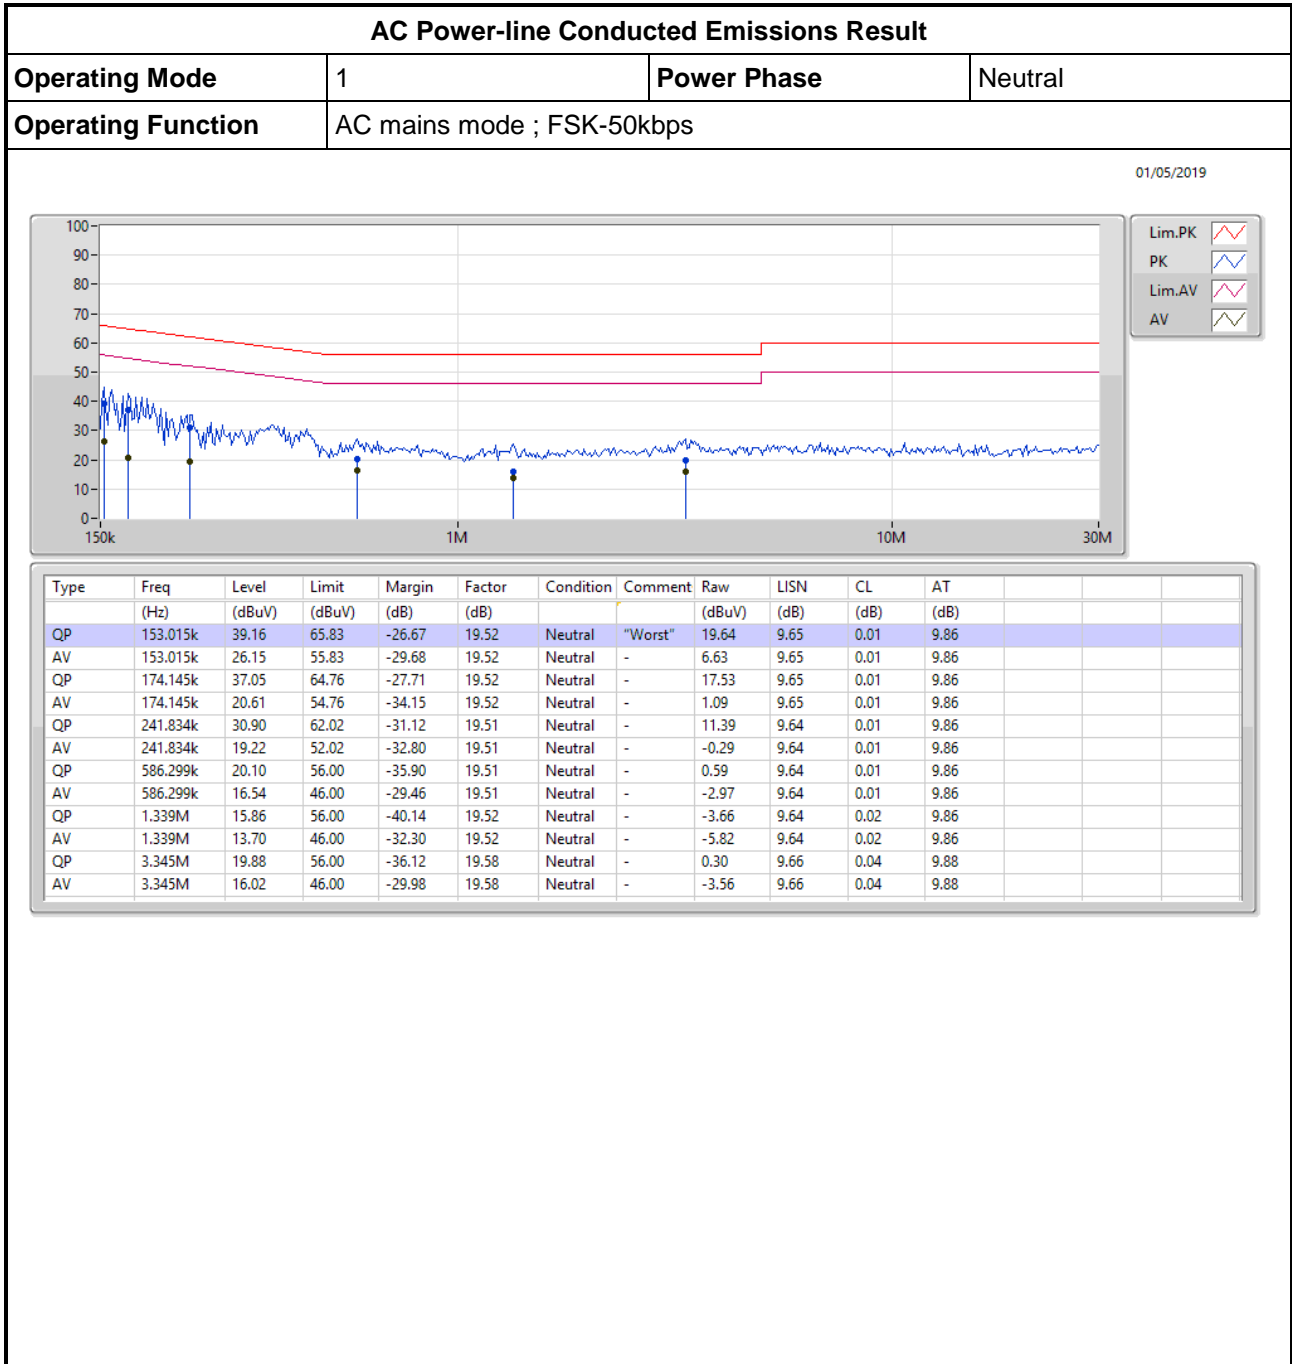 AC Power-line Conducted Emissions Result
Operating Mode 1 Power Phase Neutral
Operating Function AC mains mode ; FSK-50kbps
01/05/2019
100
90
80
70
60
50
40
30
20
10
0
150k 1M 10M 30M
Lim.PK
PK
Lim.AV
AV
Type Freq Level Limit Margin Factor Condition Comment Raw LISN CL AT
(Hz) (dBuV) (dBuV) (dB) (dB) (dBuV) (dB) (dB) (dB)
QP 153.015k 39.16 65.83 -26.67 19.52 Neutral "Worst" 19.64 9.65 0.01 9.86
AV 153.015k 26.15 55.83 -29.68 19.52 Neutral - 6.63 9.65 0.01 9.86
QP 174.145k 37.05 64.76 -27.71 19.52 Neutral - 17.53 9.65 0.01 9.86
AV 174.145k 20.61 54.76 -34.15 19.52 Neutral - 1.09 9.65 0.01 9.86
QP 241.834k 30.90 62.02 -31.12 19.51 Neutral - 11.39 9.64 0.01 9.86
AV 241.834k 19.22 52.02 -32.80 19.51 Neutral - -0.29 9.64 0.01 9.86
QP 586.299k 20.10 56.00 -35.90 19.51 Neutral - 0.59 9.64 0.01 9.86
AV 586.299k 16.54 46.00 -29.46 19.51 Neutral - -2.97 9.64 0.01 9.86
QP 1.339M 15.86 56.00 -40.14 19.52 Neutral - -3.66 9.64 0.02 9.86
AV 1.339M 13.70 46.00 -32.30 19.52 Neutral - -5.82 9.64 0.02 9.86
QP 3.345M 19.88 56.00 -36.12 19.58 Neutral - 0.30 9.66 0.04 9.88
AV 3.345M 16.02 46.00 -29.98 19.58 Neutral - -3.56 9.66 0.04 9.88